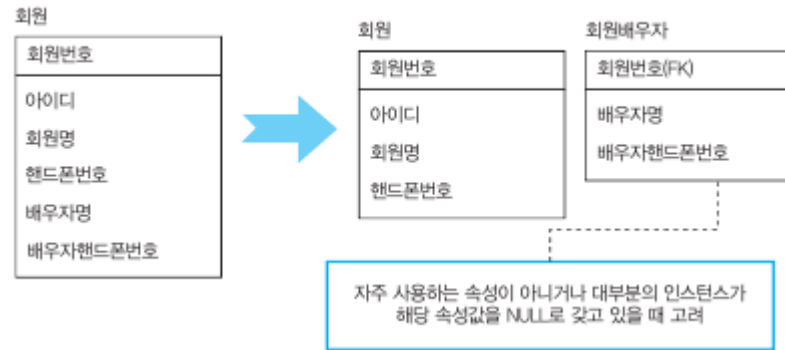 회원
회원번호
아이디
회원명
핸드폰번호
배우자명
배우자핸드폰번호
회원
회원번호
아이디
회원명
핸드폰번호
회원배우자
회원번호(FK)
배우자명
배우자핸드폰번호
자주 사용하는 속성이 아니거나 대부분의 인스턴스가
해당 속성값을 NULL로 갖고 있을 때 고려